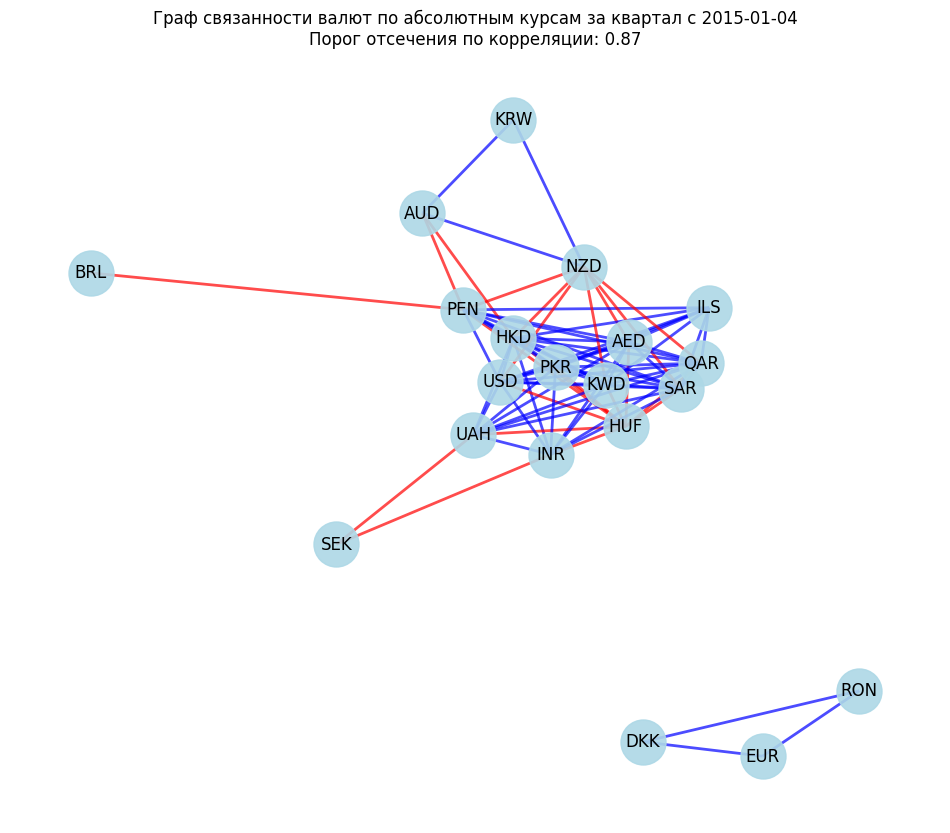 Граф связанности валют по абсолютным курсам за квартал с 2015-01-04
Порог отсечения по корреляции: 0.87
KRW
AUD
NZD
BRL
PEN
ILS
HKD
AED
QAR
PKR
USD
KWD
SAR
HUF
UAH
INR
SEK
RON
DKK
EUR